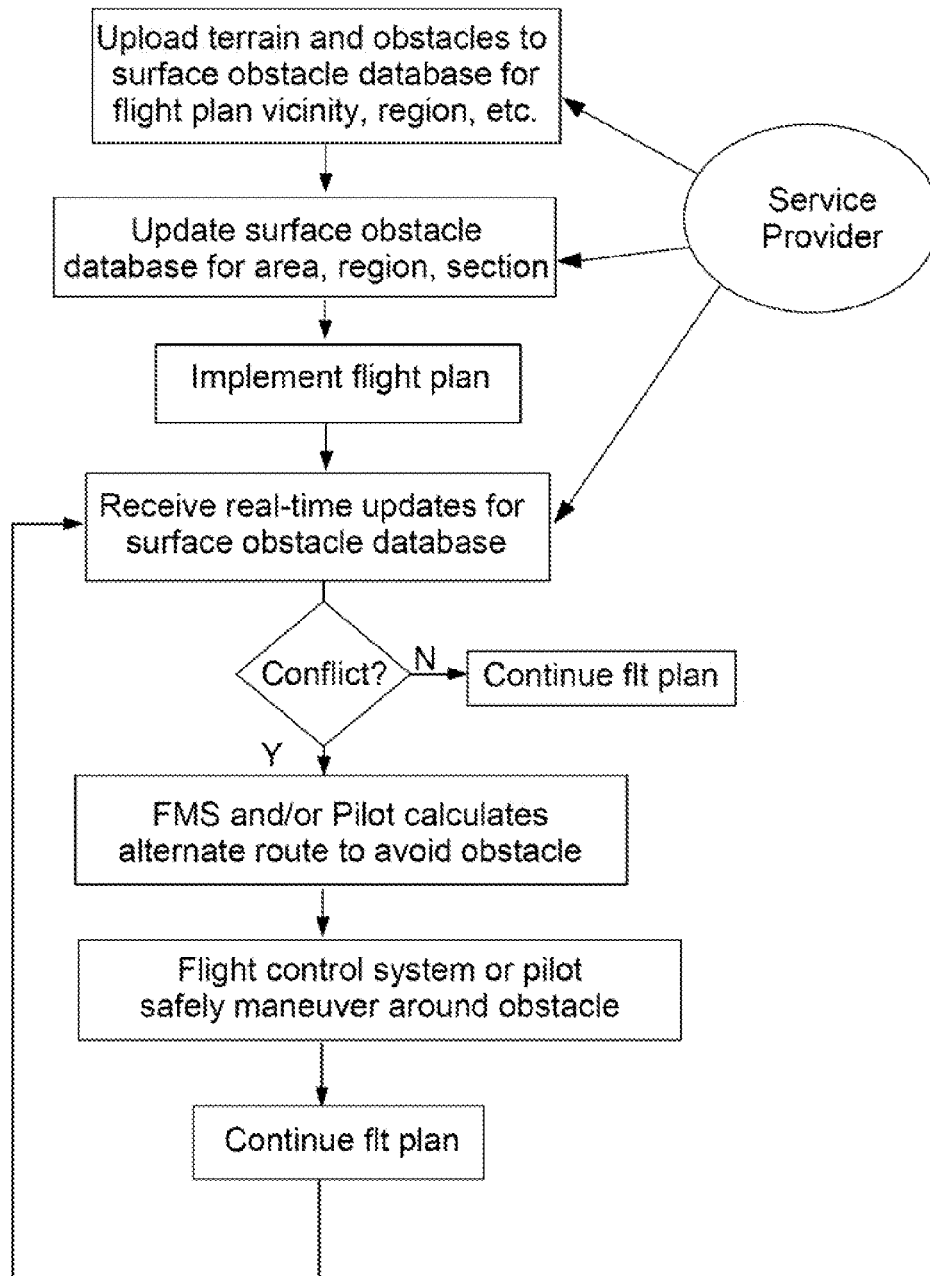 Upload terrain and obstacles to
surface obstacle database for
flight plan vicinity, region, etc.
Service
Provider
Update surface obstacle
database for area, region, section
Implement flight plan
Receive real-time updates for
surface obstacle database
Conflict?
N
Continue flt plan
Y
FMS and/or Pilot calculates
alternate route to avoid obstacle
Flight control system or pilot
safely maneuver around obstacle
Continue flt plan